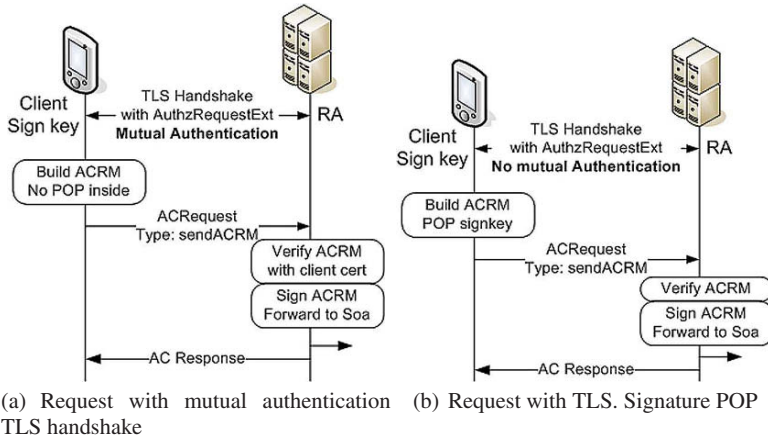 Client
Sign key
TLS Handshake
with AuthzRequestExt
Mutual Authentication
RA
Build ACRM
No POP inside
ACRequest
Type: sendACRM
Verify ACRM
with client cert
Sign ACRM
Forward to Soa
AC Response
(a) Request with mutual authentication
TLS handshake
Client
Sign key
TLS Handshake
with AuthzRequestExt
No mutual Authentication
RA
Build ACRM
POP signkey
ACRequest
Type: sendACRM
Verify ACRM
Sign ACRM
Forward to Soa
AC Response
(b) Request with TLS. Signature POP